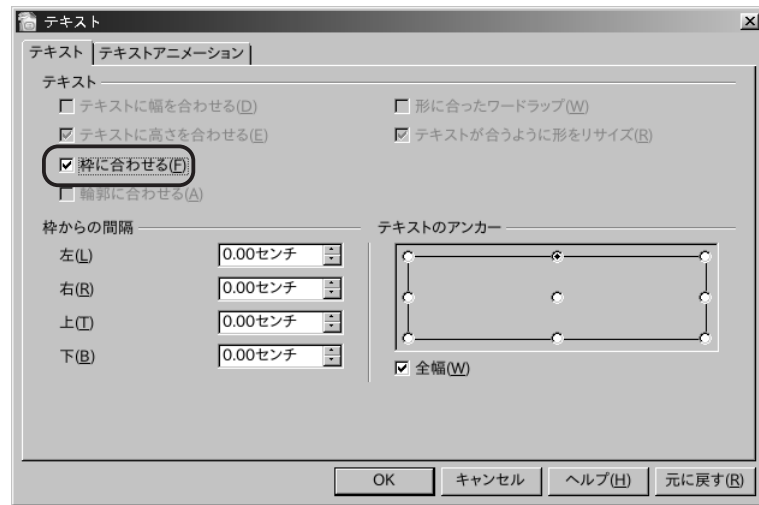 テキスト
テキスト テキストアニメーション
テキスト
テキストに幅を合わせる(D) 形に合ったワードラップ(W)
テキストに高さを合わせる(E) テキストが合うように形をリサイズ(R)
枠に合わせる(F)
輪郭に合わせる(A)
枠からの間隔 テキストのアンカー
左(L) 0.00センチ
右(R) 0.00センチ
上(T) 0.00センチ
下(B) 0.00センチ
全幅(W)
OK キャンセル ヘルプ(H) 元に戻す(R)